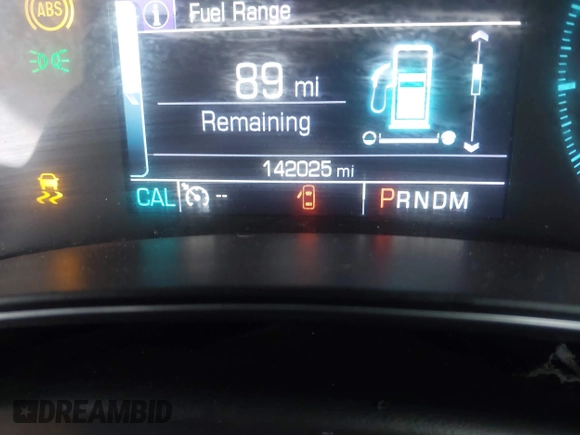 ABS
Fuel Range
89 mi
Remaining
142025 mi
CAL -- PRNDM
DREAMBID